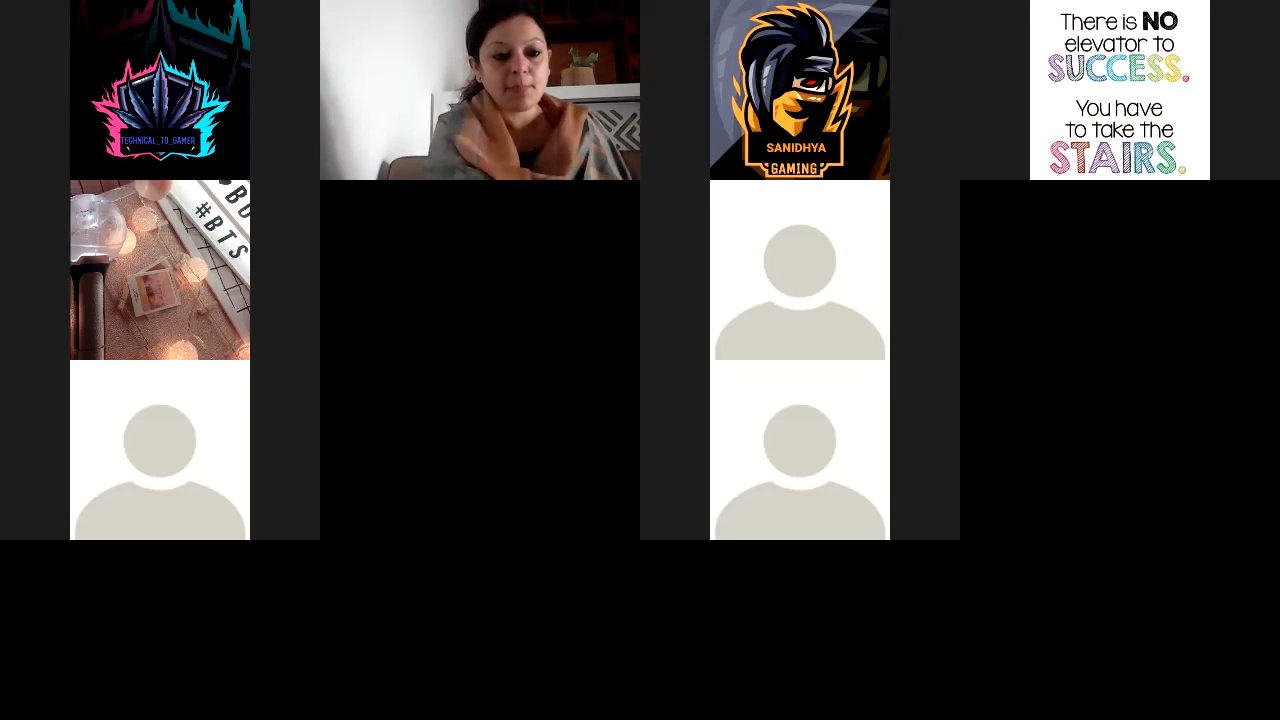 TECHNICAL_TO_GAMER
SANIDHYA
GAMING
There is NO
elevator to
SUCCESS.
You have
to take the
STAIRS.
#BTS